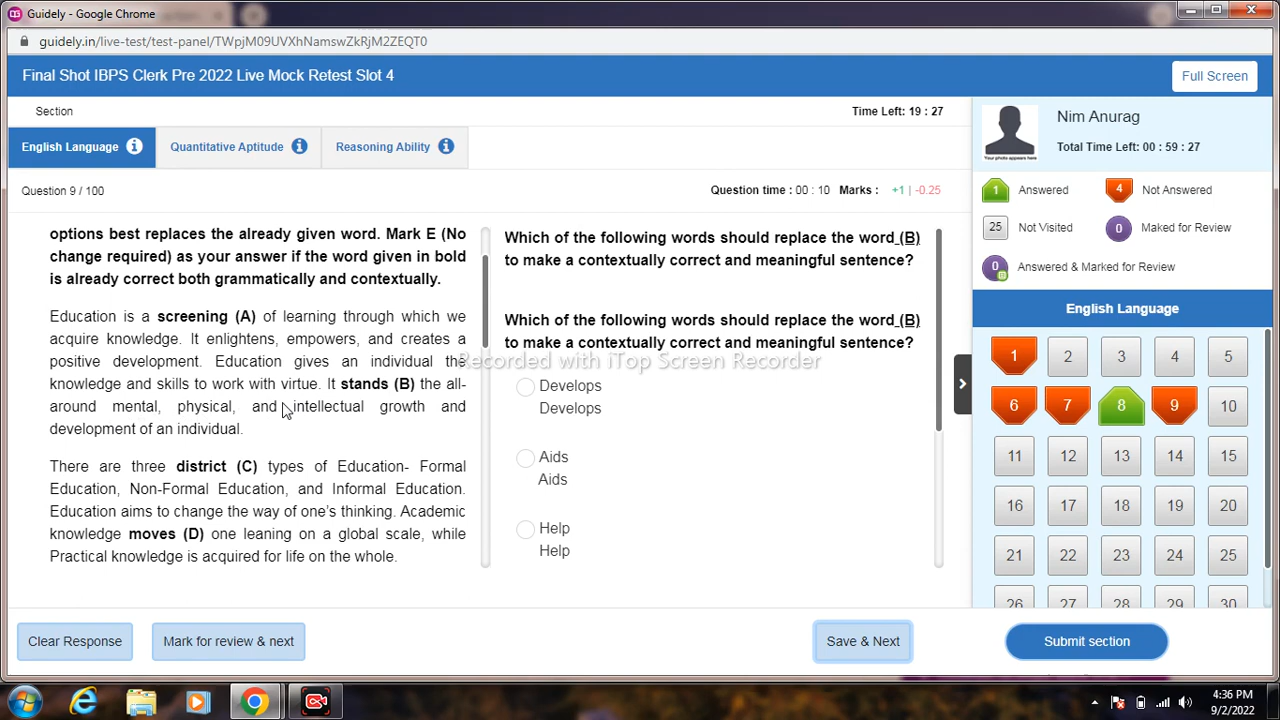 Guidely - Google Chrome
guidely.in/live-test/test-panel/TWpjM09UVXhNamswZkRjM2ZEQT0
Final Shot IBPS Clerk Pre 2022 Live Mock Retest Slot 4
Full Screen
Section
Time Left: 19 : 27
English Language
Quantitative Aptitude
Reasoning Ability
Question 9 / 100
Question time : 00 : 10 Marks : +1 | -0.25
options best replaces the already given word. Mark E (No
change required) as your answer if the word given in bold
is already correct both grammatically and contextually.
Education is a screening (A) of learning through which we
acquire knowledge. It enlightens, empowers, and creates a
positive development. Education gives an individual the
knowledge and skills to work with virtue. It stands (B) the all-
around mental, physical, and intellectual growth and
development of an individual.
There are three district (C) types of Education- Formal
Education, Non-Formal Education, and Informal Education.
Education aims to change the way of one's thinking. Academic
knowledge moves (D) one leaning on a global scale, while
Practical knowledge is acquired for life on the whole.
Which of the following words should replace the word (B)
to make a contextually correct and meaningful sentence?
Which of the following words should replace the word (B)
to make a contextually correct and meaningful sentence?
Recorded with iTop Screen Recorder
Develops
Develops
Aids
Aids
Help
Help
Clear Response
Mark for review & next
Save & Next
Your photo appears here
Nim Anurag
Total Time Left: 00 : 59 : 27
1 Answered
4 Not Answered
25 Not Visited
0 Maked for Review
0 Answered & Marked for Review
English Language
1 2 3 4 5
6 7 8 9 10
11 12 13 14 15
16 17 18 19 20
21 22 23 24 25
26 27 28 29 30
Submit section
4:36 PM
9/2/2022